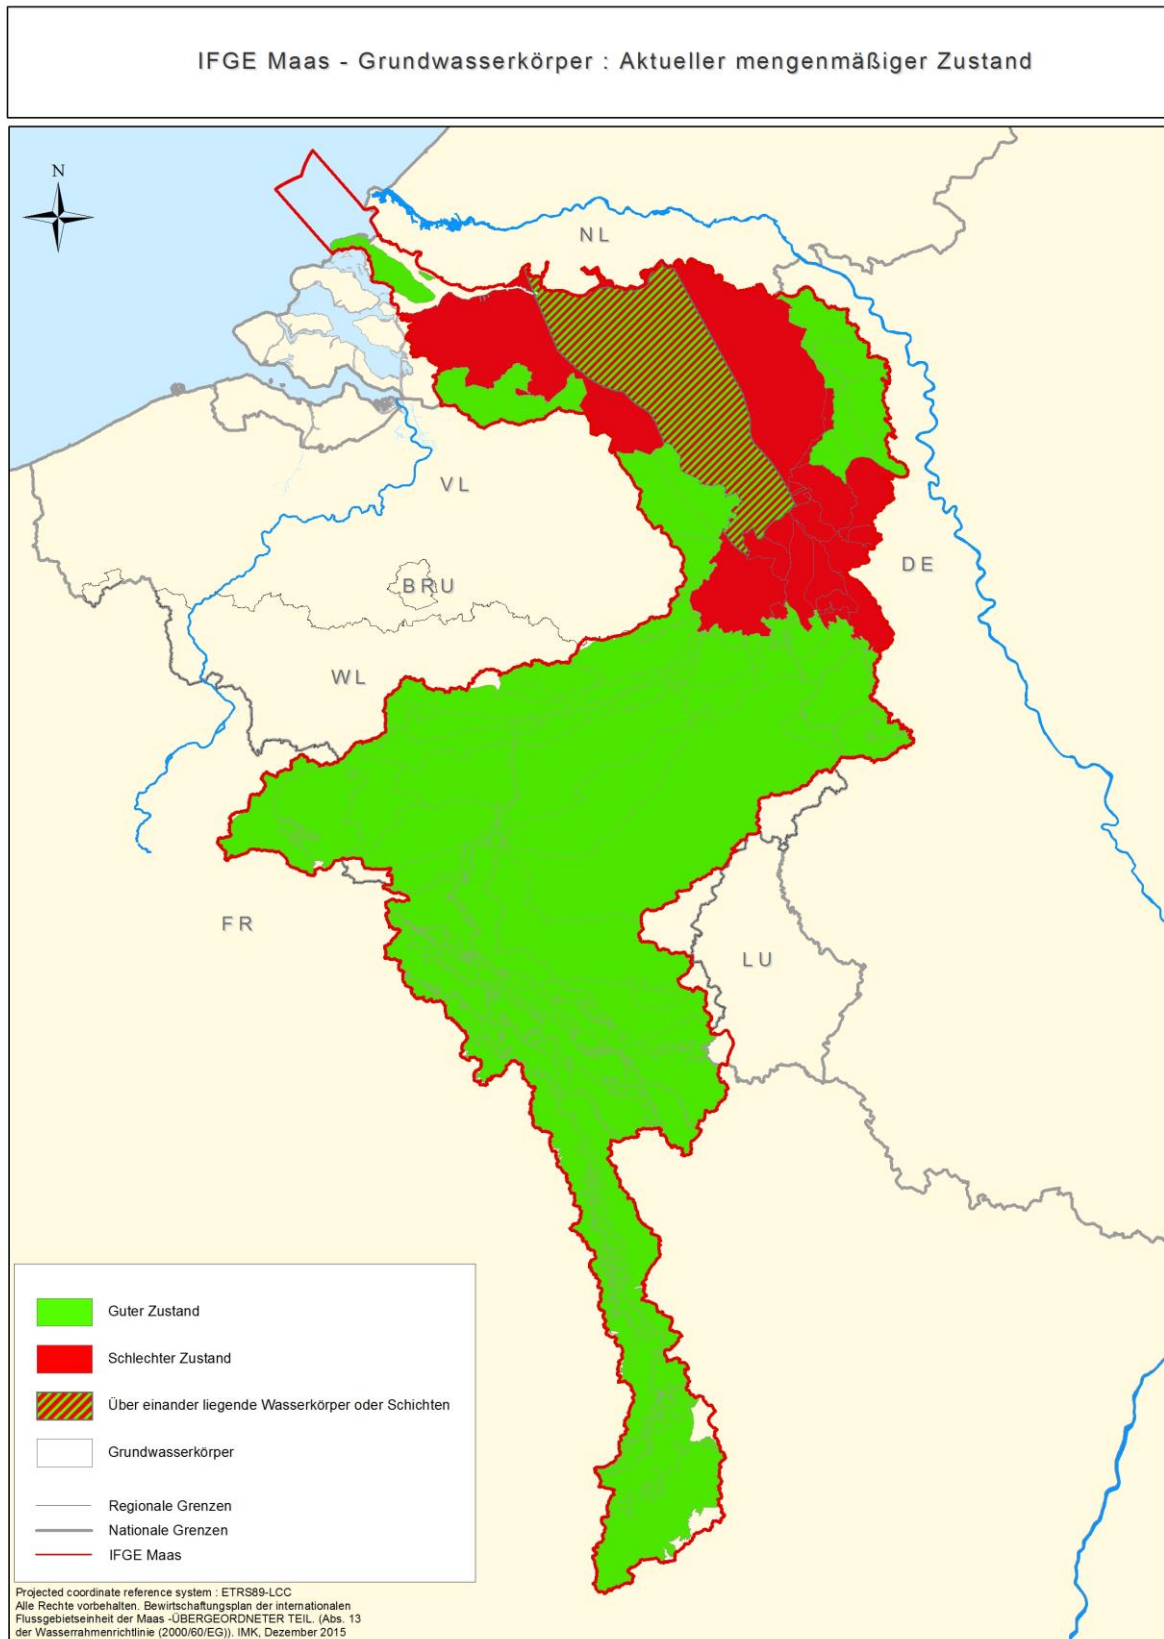 IFGE Maas - Grundwasserkörper : Aktueller mengenmäßiger Zustand
N
NL
VL
BRU
DE
WL
FR
LU
Guter Zustand
Schlechter Zustand
Über einander liegende Wasserkörper oder Schichten
Grundwasserkörper
Regionale Grenzen
Nationale Grenzen
IFGE Maas
Projected coordinate reference system : ETRS89-LCC
Alle Rechte vorbehalten. Bewirtschaftungsplan der internationalen
Flussgebietseinheit der Maas -ÜBERGEORDNETER TEIL. (Abs. 13
der Wasserrahmenrichtlinie (2000/60/EG)). IMK, Dezember 2015